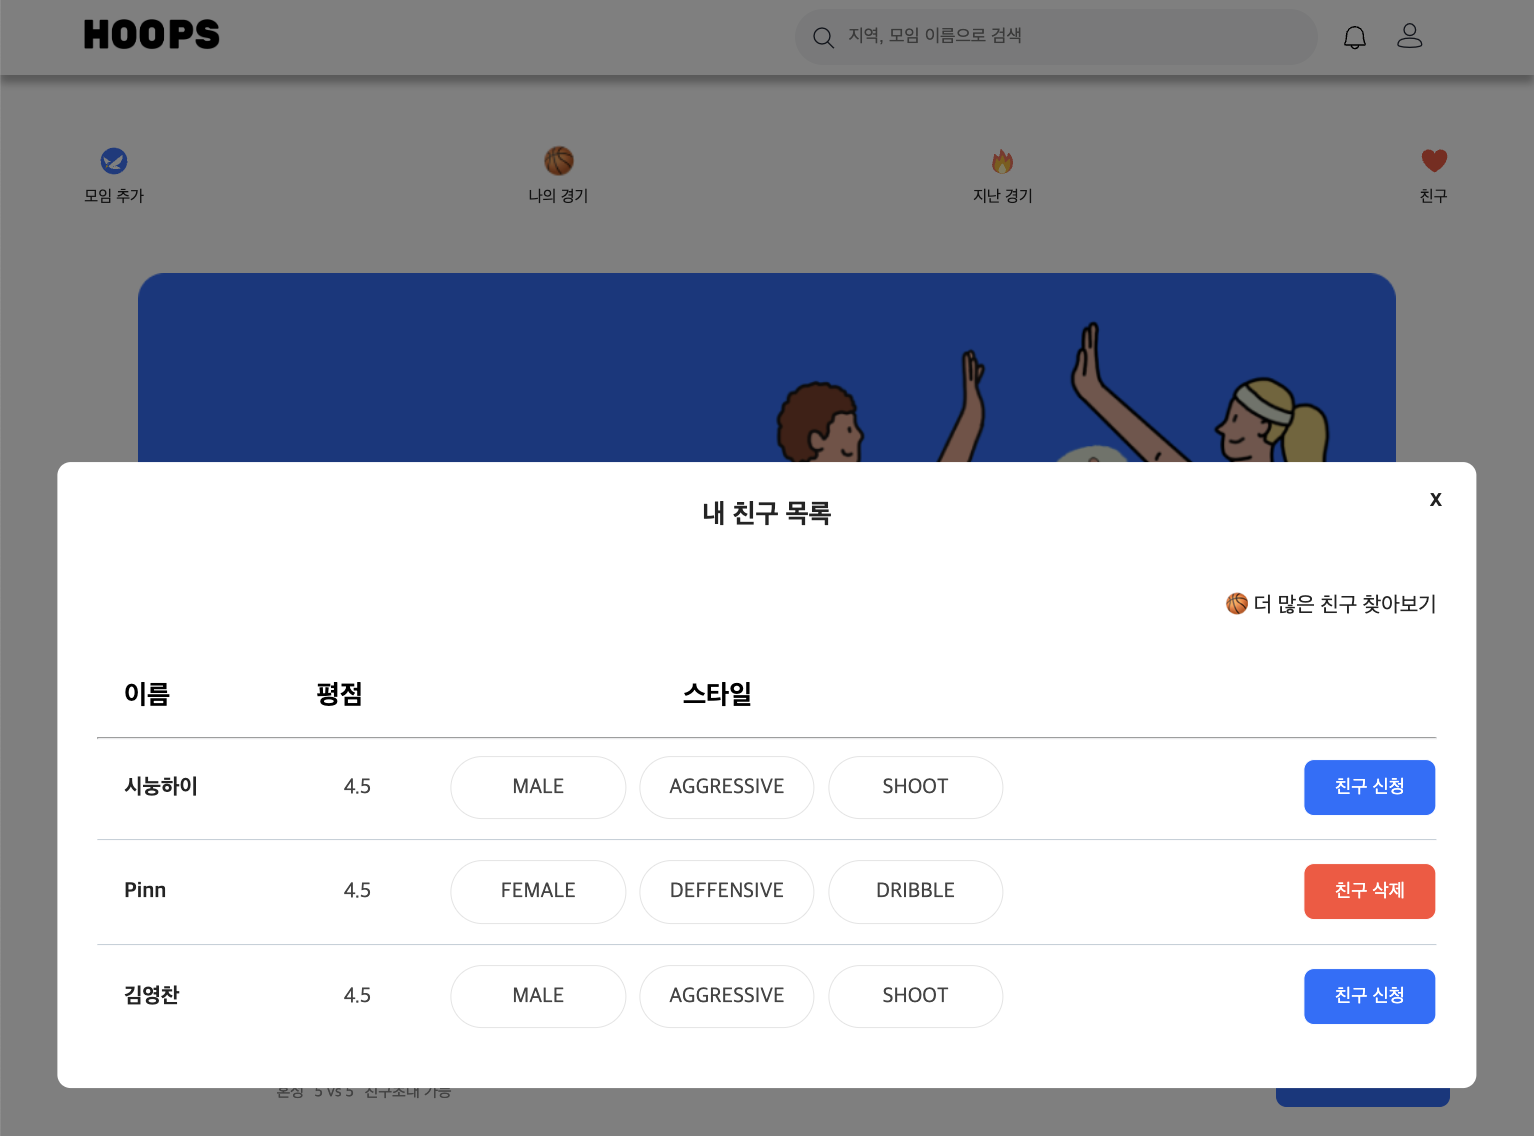 HOOPS
지역, 모임 이름으로 검색
모임 추가
나의 경기
지난 경기
친구
내 친구 목록
x
더 많은 친구 찾아보기
이름 평점 스타일
시눙하이 4.5 MALE AGGRESSIVE SHOOT 친구 신청
Pinn 4.5 FEMALE DEFFENSIVE DRIBBLE 친구 삭제
김영찬 4.5 MALE AGGRESSIVE SHOOT 친구 신청
혼성 5 vs 5 친구초대 가능